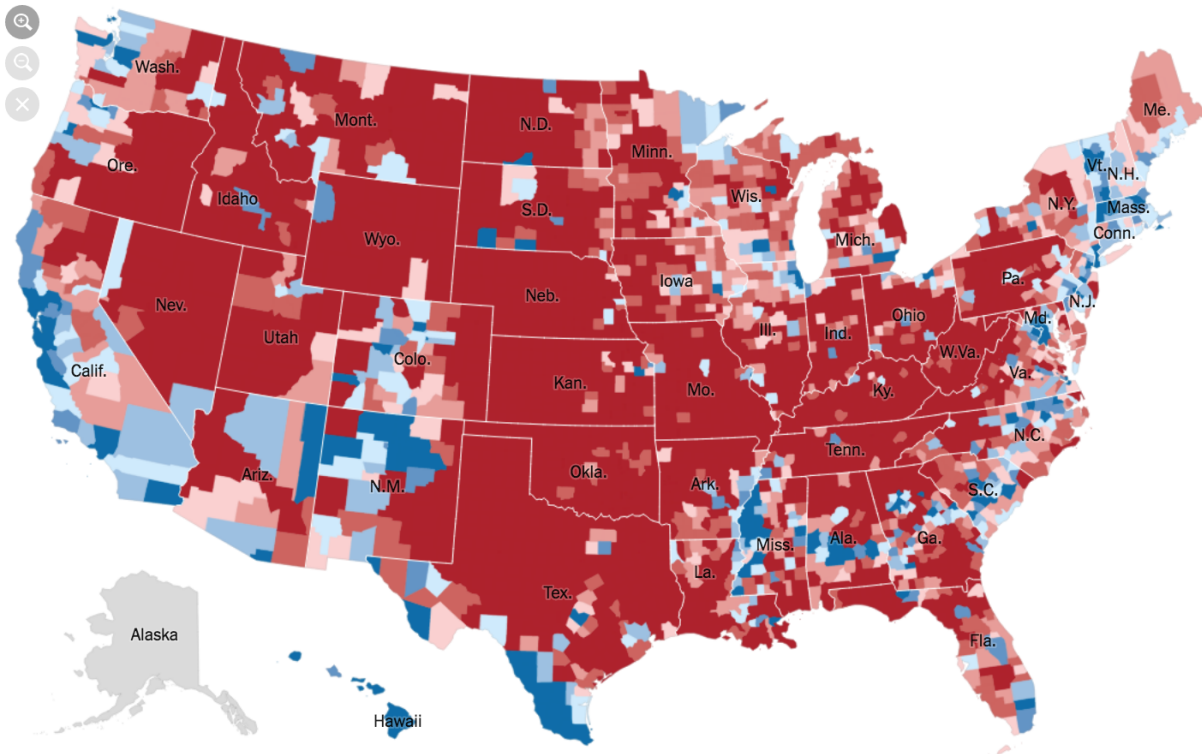 Wash.
Mont.
N.D.
Minn.
Me.
Ore.
Idaho
S.D.
Wis.
Vt.
N.H.
N.Y.
Mass.
Wyo.
Mich.
Conn.
Nev.
Neb.
Iowa
Pa.
N.J.
Utah
Colo.
Ill.
Ind.
Ohio
Md.
Calif.
Kan.
Mo.
Ky.
W.Va.
Va.
Ariz.
N.M.
Okla.
Ark.
Tenn.
N.C.
S.C.
Tex.
La.
Miss.
Ala.
Ga.
Alaska
Fla.
Hawaii